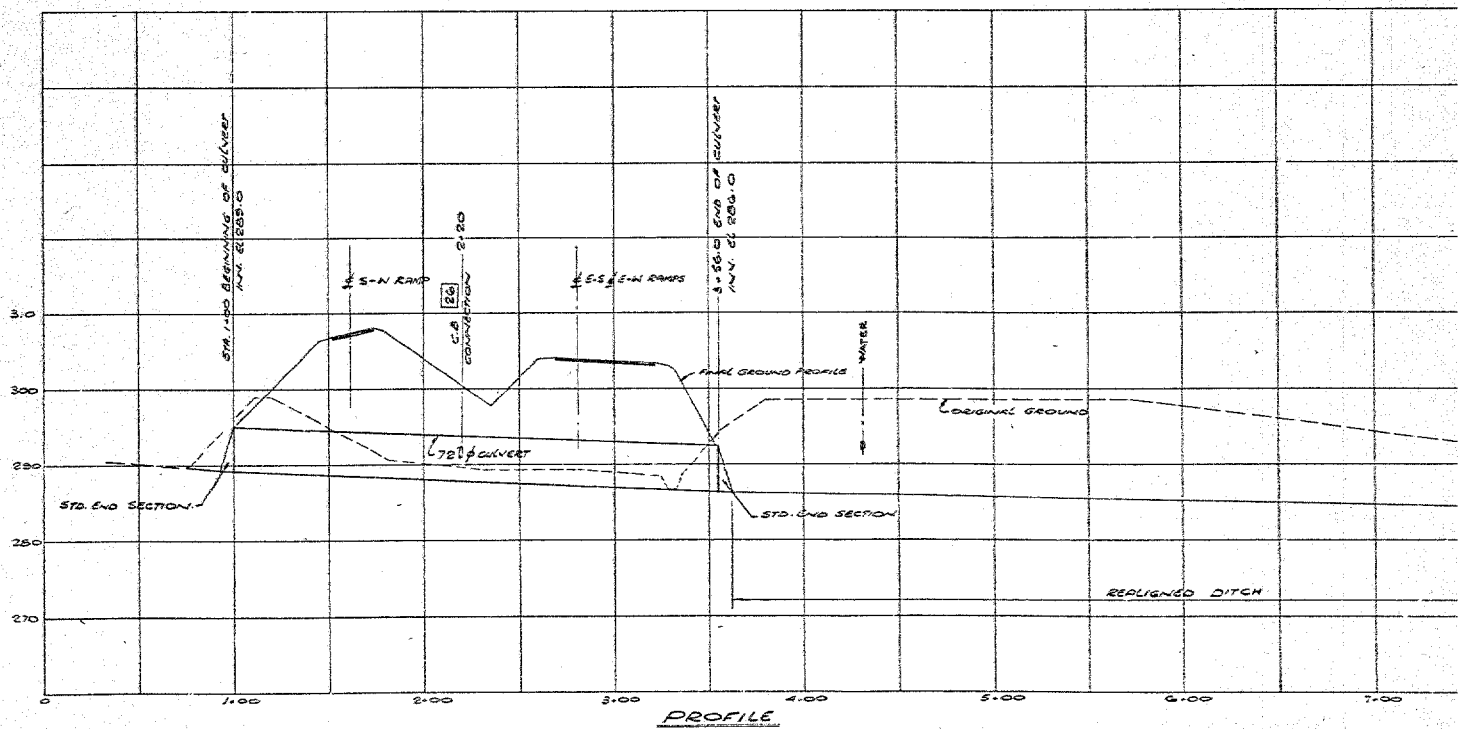 STA. 1+00 BEGINNING OF CULVERT
INV. EL 289.0
℄ S-W RAMP
26
C.B.
CONNECTION 2+20
℄ E-S & E-W RAMPS
3+56.0 END OF CULVERT
INV. EL 286.0
WATER
310
300
290
280
270
FINAL GROUND PROFILE
ORIGINAL GROUND
72" φ CULVERT
STD. END SECTION
STD. END SECTION
REALIGNED DITCH
0
1+00
2+00
3+00
4+00
5+00
6+00
7+00
PROFILE